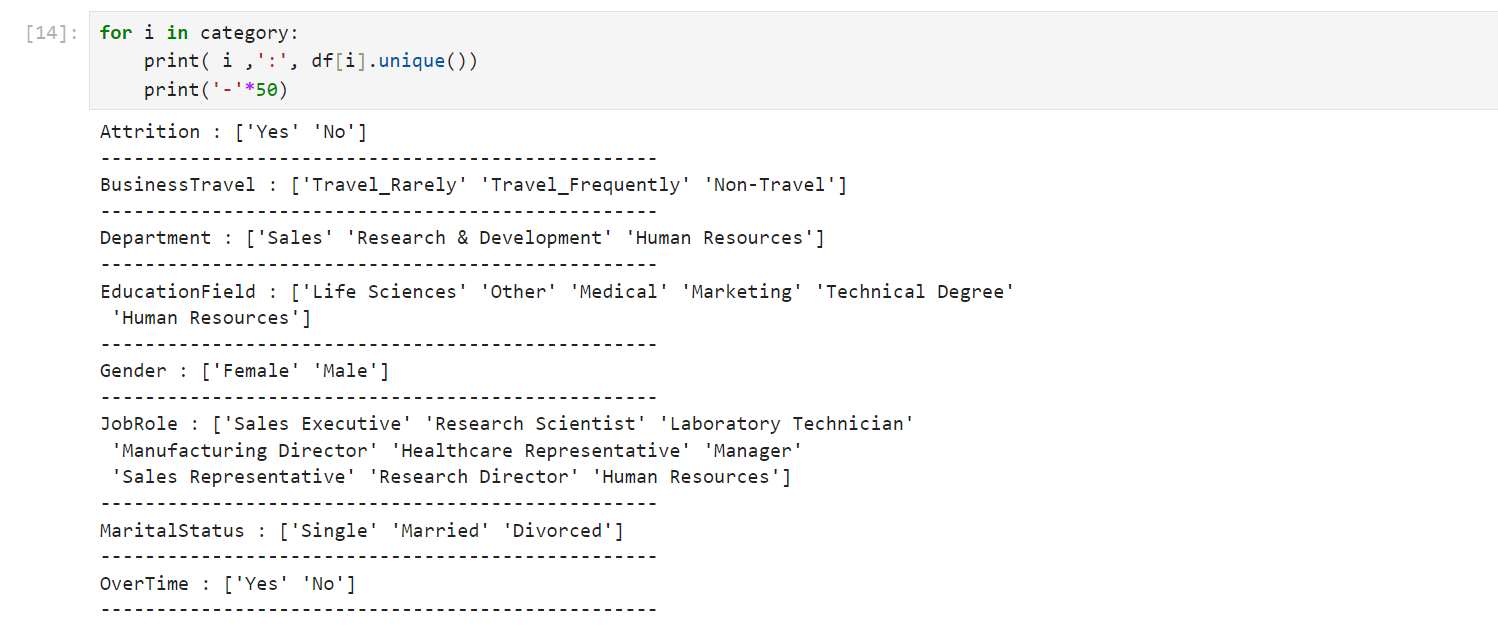 [14]: for i in category:
    print( i ,':', df[i].unique())
    print('-'*50)
Attrition : ['Yes' 'No']
--------------------------------------------------
BusinessTravel : ['Travel_Rarely' 'Travel_Frequently' 'Non-Travel']
--------------------------------------------------
Department : ['Sales' 'Research & Development' 'Human Resources']
--------------------------------------------------
EducationField : ['Life Sciences' 'Other' 'Medical' 'Marketing' 'Technical Degree'
 'Human Resources']
--------------------------------------------------
Gender : ['Female' 'Male']
--------------------------------------------------
JobRole : ['Sales Executive' 'Research Scientist' 'Laboratory Technician'
 'Manufacturing Director' 'Healthcare Representative' 'Manager'
 'Sales Representative' 'Research Director' 'Human Resources']
--------------------------------------------------
MaritalStatus : ['Single' 'Married' 'Divorced']
--------------------------------------------------
OverTime : ['Yes' 'No']
--------------------------------------------------